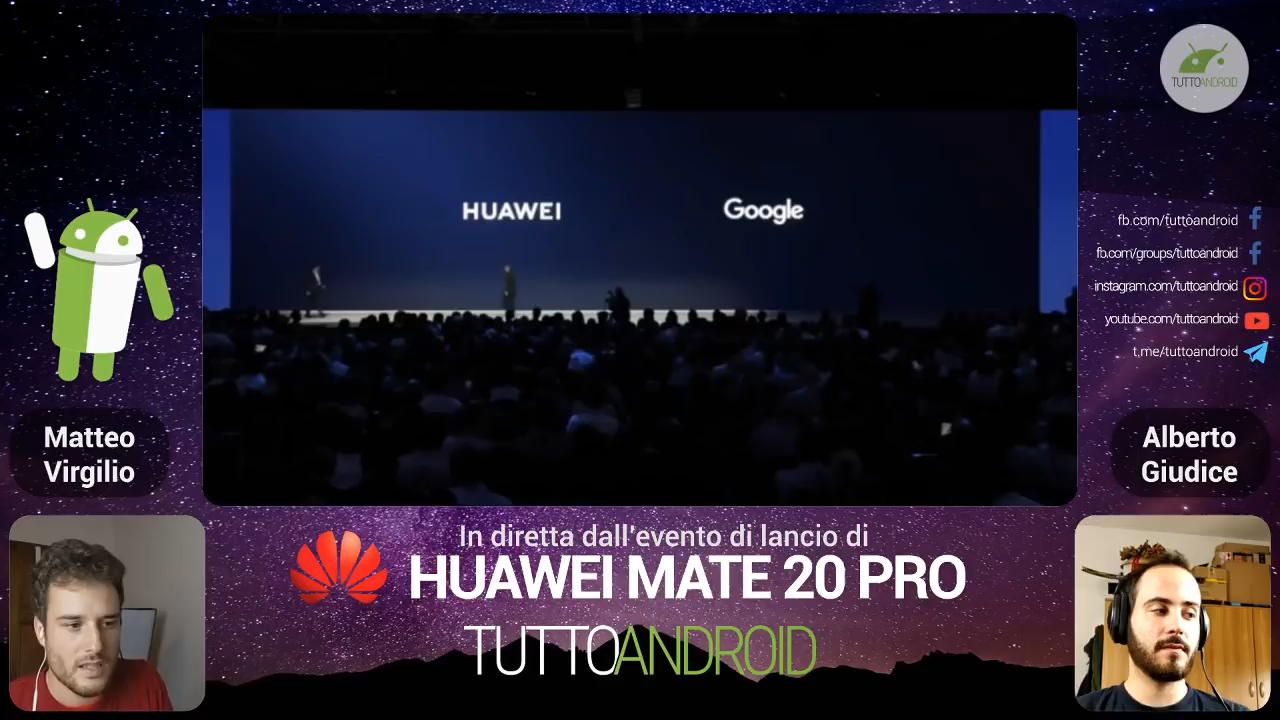 TUTTOANDROID
HUAWEI
Google
fb.com/tuttoandroid
fb.com/groups/tuttoandroid
instagram.com/tuttoandroid
youtube.com/tuttoandroid
t.me/tuttoandroid
Matteo
Virgilio
Alberto
Giudice
In diretta dall'evento di lancio di
HUAWEI MATE 20 PRO
TUTTOANDROID